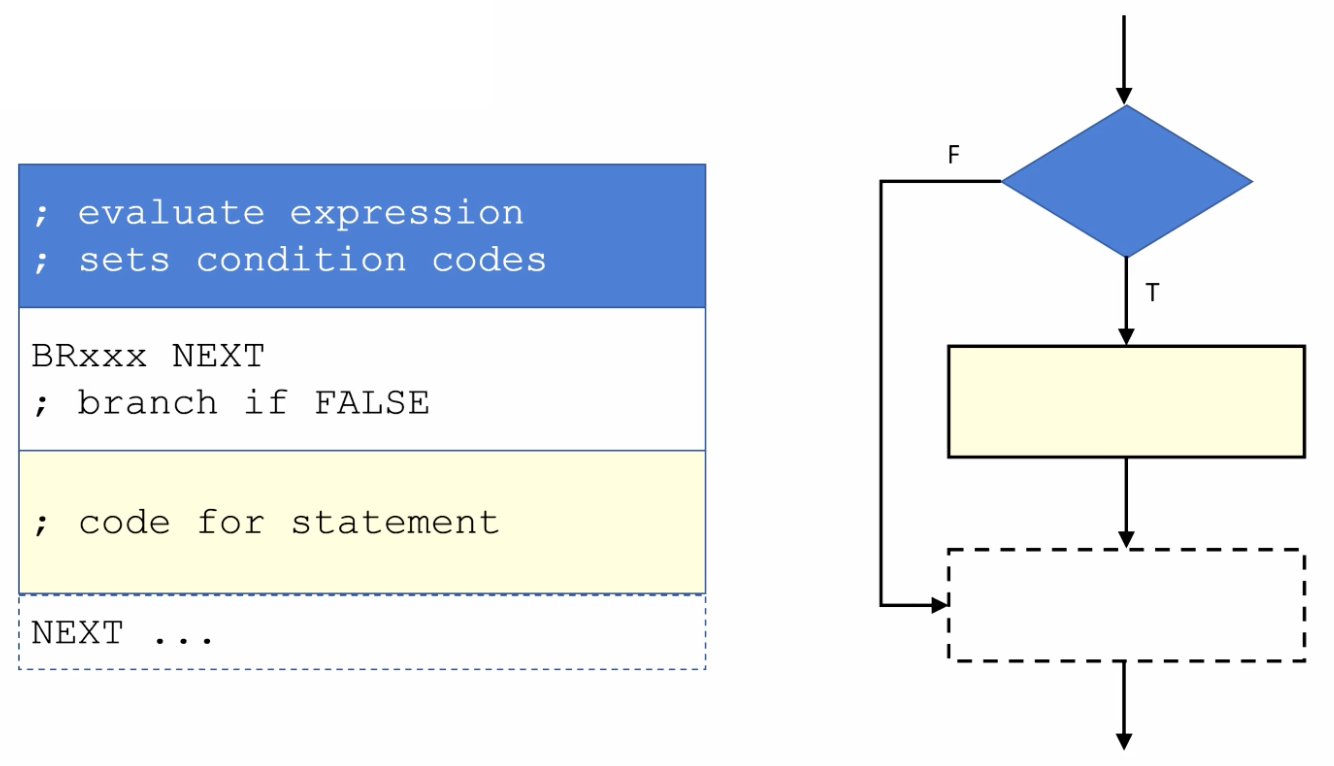 ; evaluate expression
; sets condition codes
BRxxx NEXT
; branch if FALSE
; code for statement
NEXT ...
F
T